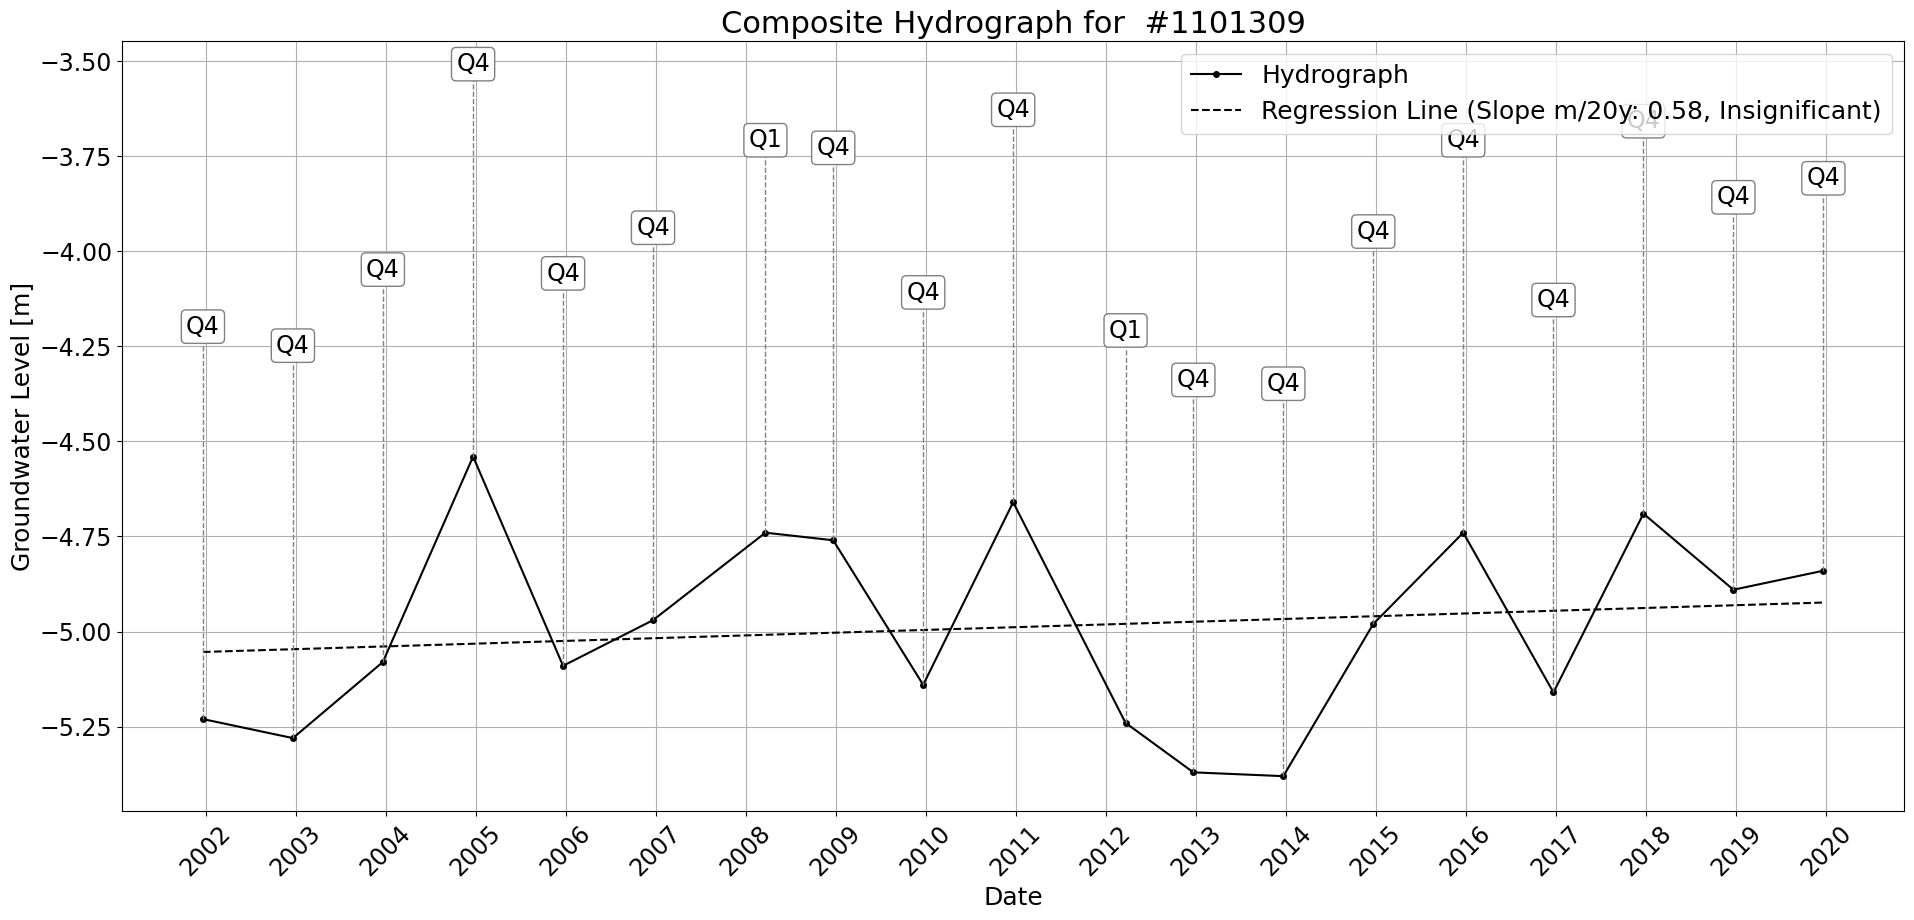 Composite Hydrograph for #1101309
Hydrograph
Regression Line (Slope m/20y: 0.58, Insignificant)
Q4
Q4
Q4
Q4
Q4
Q4
Q1
Q4
Q4
Q4
Q1
Q4
Q4
Q4
Q4
Q4
Q4
Q4
Q4
Groundwater Level [m]
−3.50
−3.75
−4.00
−4.25
−4.50
−4.75
−5.00
−5.25
2002
2003
2004
2005
2006
2007
2008
2009
2010
2011
2012
2013
2014
2015
2016
2017
2018
2019
2020
Date